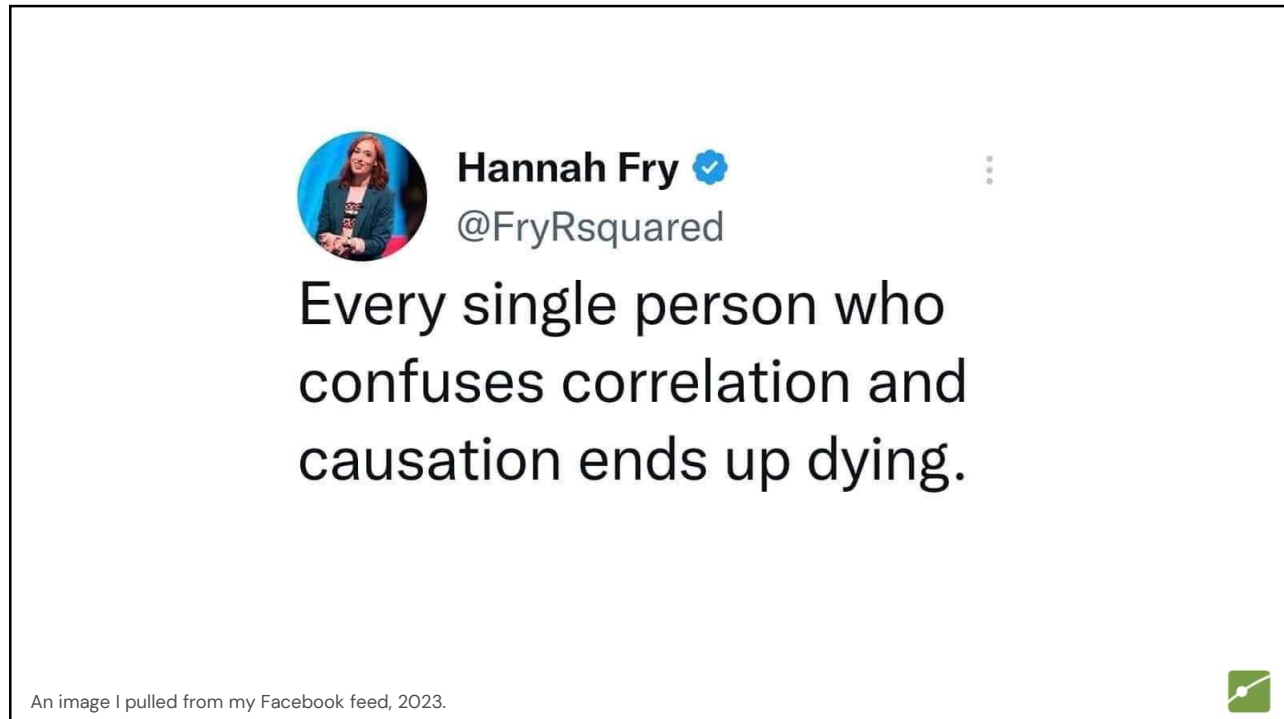 Hannah Fry
@FryRsquared
Every single person who
confuses correlation and
causation ends up dying.
An image I pulled from my Facebook feed, 2023.